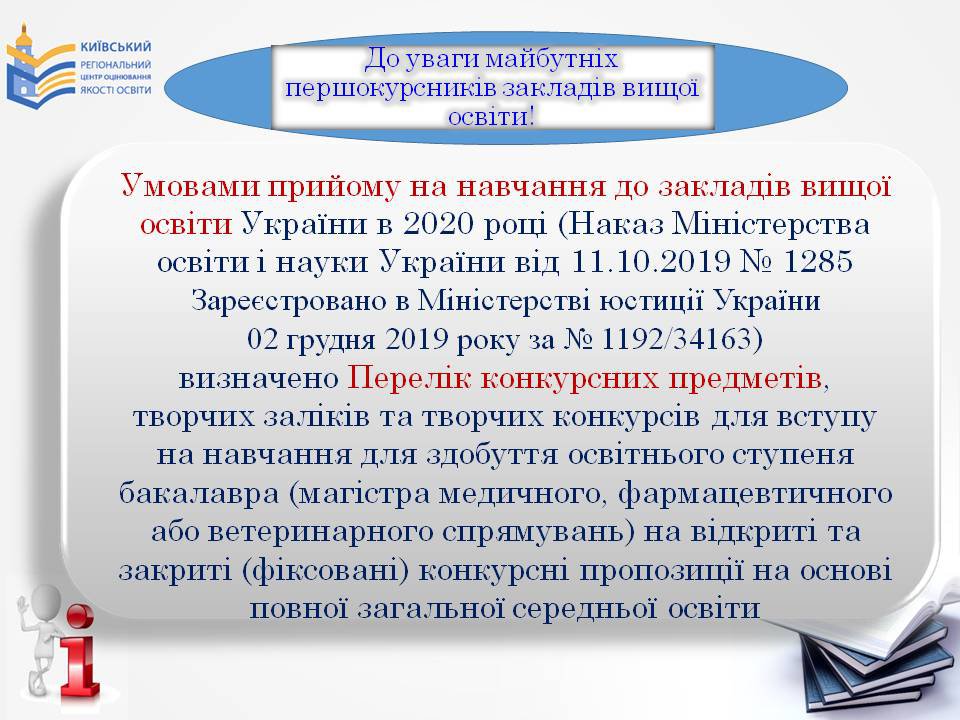 КИЇВСЬКИЙ
РЕГІОНАЛЬНИЙ
ЦЕНТР ОЦІНЮВАННЯ
ЯКОСТІ ОСВІТИ
До уваги майбутніх
першокурсників закладів вищої
освіти!
Умовами прийому на навчання до закладів вищої
освіти України в 2020 році (Наказ Міністерства
освіти і науки України від 11.10.2019 № 1285
Зареєстровано в Міністерстві юстиції України
02 грудня 2019 року за № 1192/34163)
визначено Перелік конкурсних предметів,
творчих заліків та творчих конкурсів для вступу
на навчання для здобуття освітнього ступеня
бакалавра (магістра медичного, фармацевтичного
або ветеринарного спрямувань) на відкриті та
закриті (фіксовані) конкурсні пропозиції на основі
повної загальної середньої освіти
i